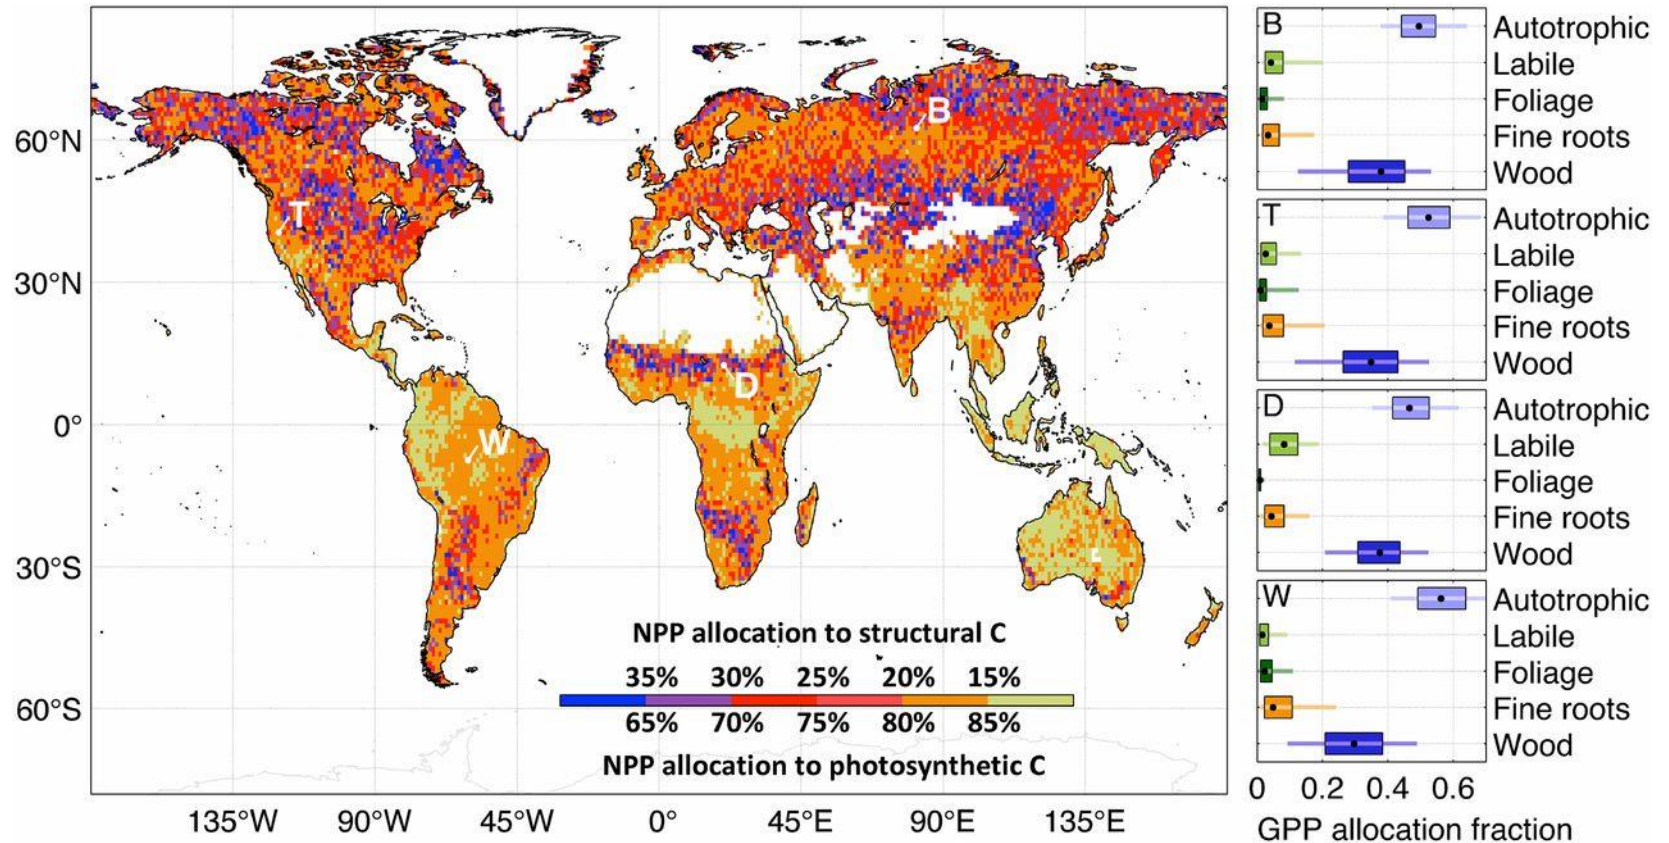 60°N
30°N
0°
30°S
60°S
135°W 90°W 45°W 0° 45°E 90°E 135°E
B
T
D
W
NPP allocation to structural C
35% 30% 25% 20% 15%
65% 70% 75% 80% 85%
NPP allocation to photosynthetic C
B
Autotrophic
Labile
Foliage
Fine roots
Wood
T
Autotrophic
Labile
Foliage
Fine roots
Wood
D
Autotrophic
Labile
Foliage
Fine roots
Wood
W
Autotrophic
Labile
Foliage
Fine roots
Wood
0 0.2 0.4 0.6
GPP allocation fraction